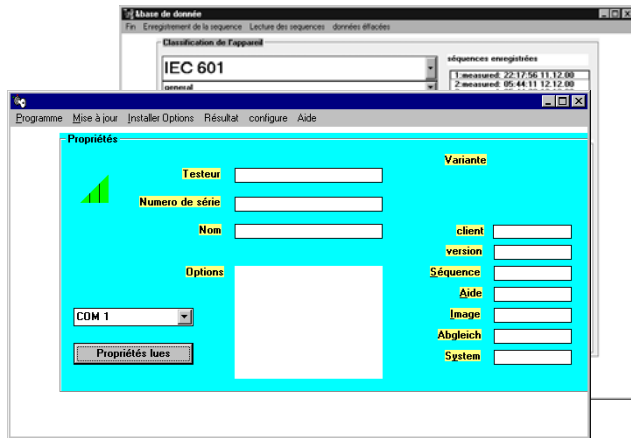 base de donnée
Fin Enregistrement de la sequence Lecture des sequences données éffacées
Classification de l'appareil
IEC 601
general
séquences enregistrées
1:measured: 22:17:56 11.12.00
2:measured: 05:44:11 12.12.00
Programme Mise à jour Installer Options Résultat configure Aide
Propriétés
Variante
Testeur
Numero de série
Nom
client
version
Options
Séquence
Aide
Image
COM 1
Abgleich
Propriétés lues
System